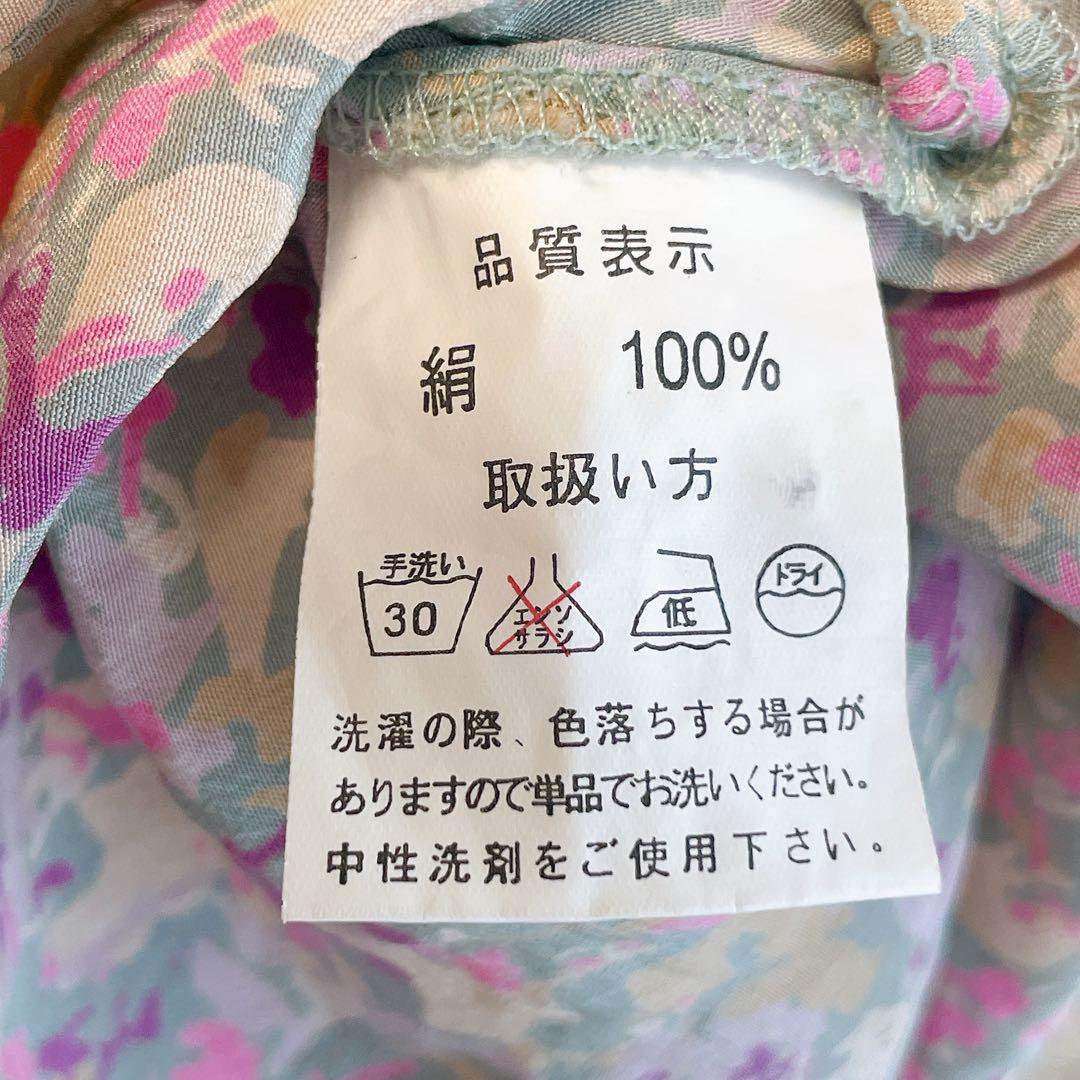 品質表示
絹 100%
取扱い方
手洗い
30
エンソ
サラシ
低
ドライ
洗濯の際、色落ちする場合が
ありますので単品でお洗いください。
中性洗剤をご使用下さい。